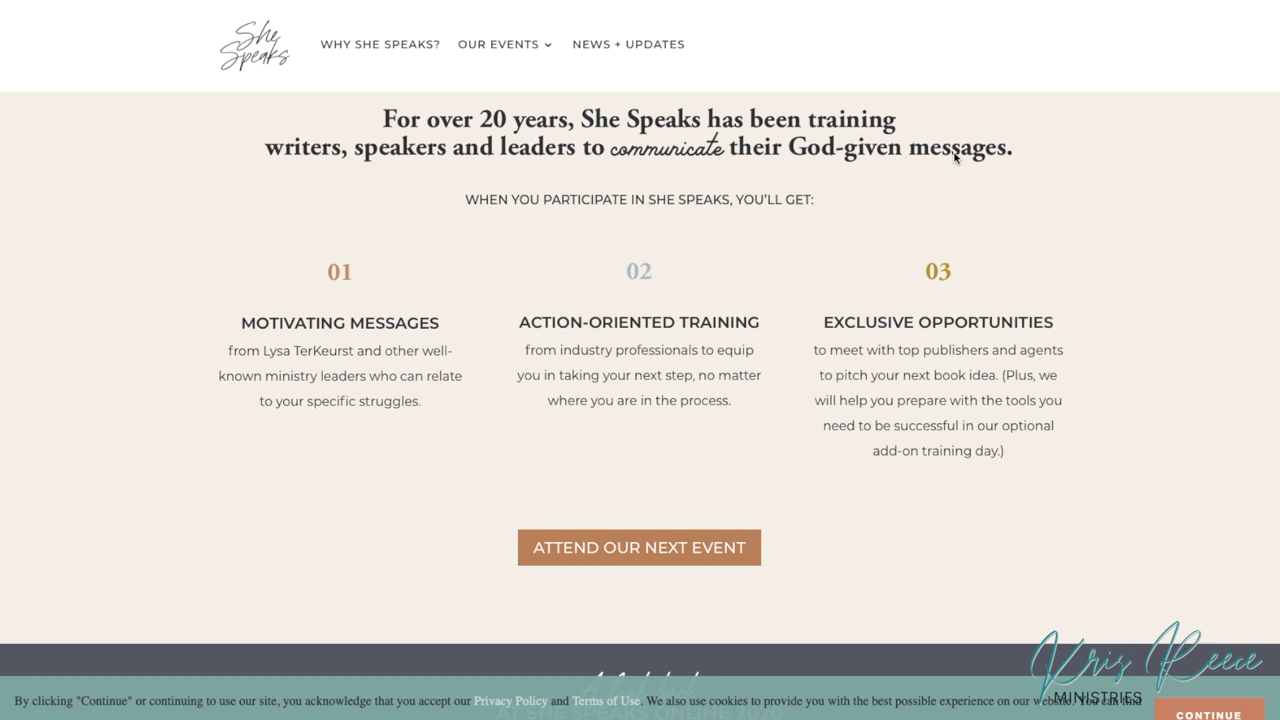 She
Speaks
WHY SHE SPEAKS? OUR EVENTS NEWS + UPDATES
For over 20 years, She Speaks has been training
writers, speakers and leaders to communicate their God-given messages.
WHEN YOU PARTICIPATE IN SHE SPEAKS, YOU'LL GET:
01
MOTIVATING MESSAGES
from Lysa TerKeurst and other well-
known ministry leaders who can relate
to your specific struggles.
02
ACTION-ORIENTED TRAINING
from industry professionals to equip
you in taking your next step, no matter
where you are in the process.
03
EXCLUSIVE OPPORTUNITIES
to meet with top publishers and agents
to pitch your next book idea. (Plus, we
will help you prepare with the tools you
need to be successful in our optional
add-on training day.)
ATTEND OUR NEXT EVENT
Kris Reece
MINISTRIES
By clicking "Continue" or continuing to use our site, you acknowledge that you accept our Privacy Policy and Terms of Use. We also use cookies to provide you with the best possible experience on our website. You can find
AT SHE SPEAKS ONLINE 2020
CONTINUE